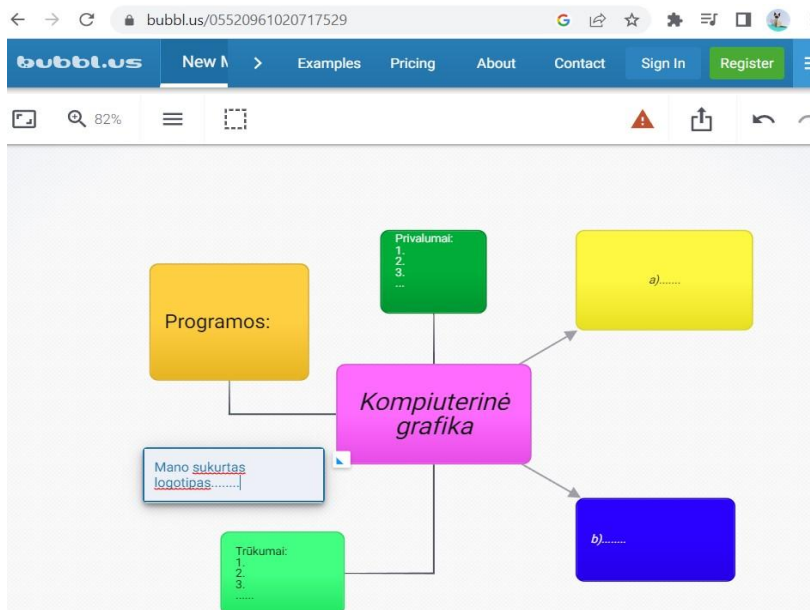 bubbl.us/05520961020717529
bubbl.us
New M
Examples
Pricing
About
Contact
Sign In
Register
82%
Privalumai:
1.
2.
3.
...
a).......
Programos:
Kompiuterinė
grafika
Mano sukurtas
logotipas........
b)........
Trūkumai:
1.
2.
3.
......